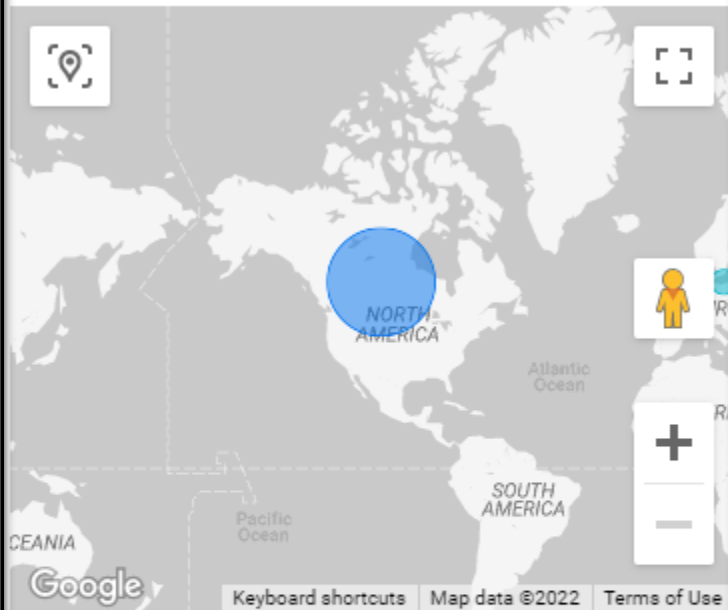 NORTH
AMERICA
Atlantic
Ocean
SOUTH
AMERICA
Pacific
Ocean
CEANIA
Google
Keyboard shortcuts
Map data ©2022
Terms of Use